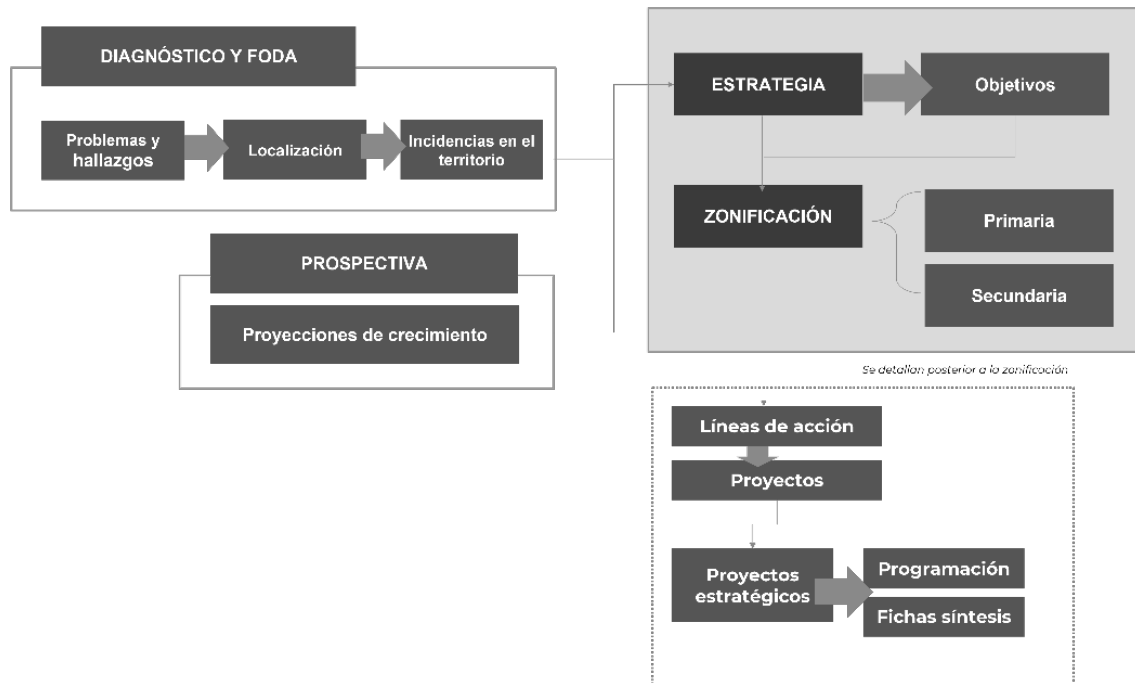 DIAGNÓSTICO Y FODA
Problemas y
hallazgos
Localización
Incidencias en el
territorio
PROSPECTIVA
Proyecciones de crecimiento
ESTRATEGIA
Objetivos
ZONIFICACIÓN
Primaria
Secundaria
Se detallan posterior a la zonificación
Líneas de acción
Proyectos
Proyectos
estratégicos
Programación
Fichas síntesis